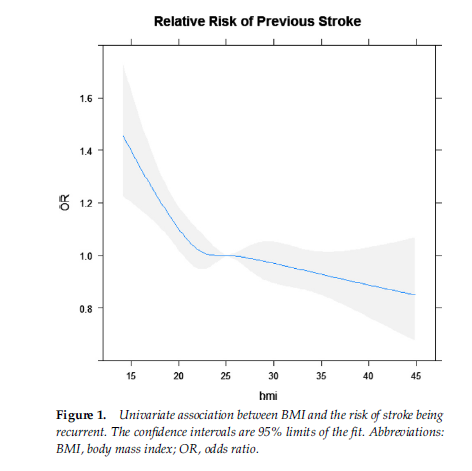 Relative Risk of Previous Stroke
1.6
1.4
1.2
1.0
0.8
OR
15 20 25 30 35 40 45
bmi
Figure 1. Univariate association between BMI and the risk of stroke being
recurrent. The confidence intervals are 95% limits of the fit. Abbreviations:
BMI, body mass index; OR, odds ratio.